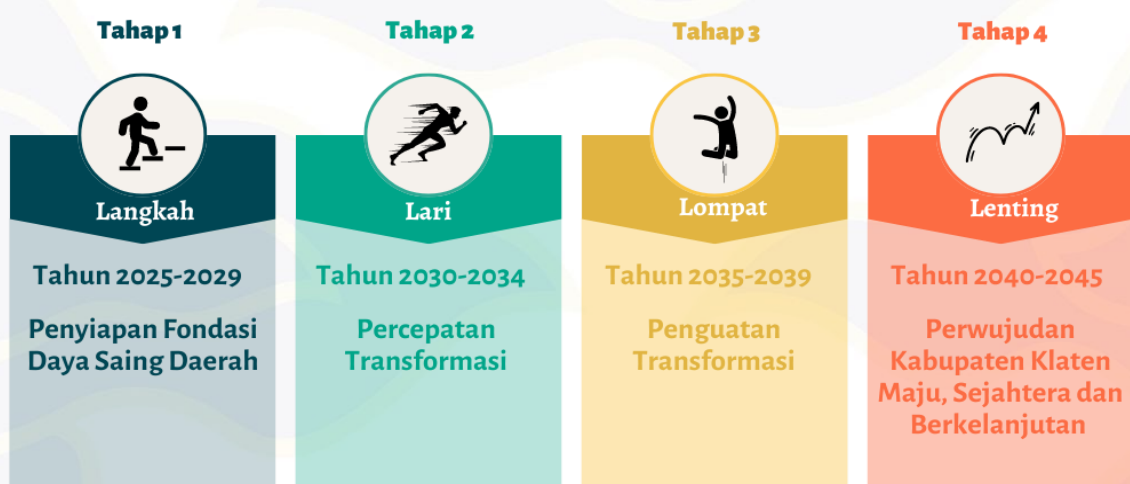 Tahap 1
Langkah
Tahun 2025-2029
Penyiapan Fondasi
Daya Saing Daerah
Tahap 2
Lari
Tahun 2030-2034
Percepatan
Transformasi
Tahap 3
Lompat
Tahun 2035-2039
Penguatan
Transformasi
Tahap 4
Lenting
Tahun 2040-2045
Perwujudan
Kabupaten Klaten
Maju, Sejahtera dan
Berkelanjutan